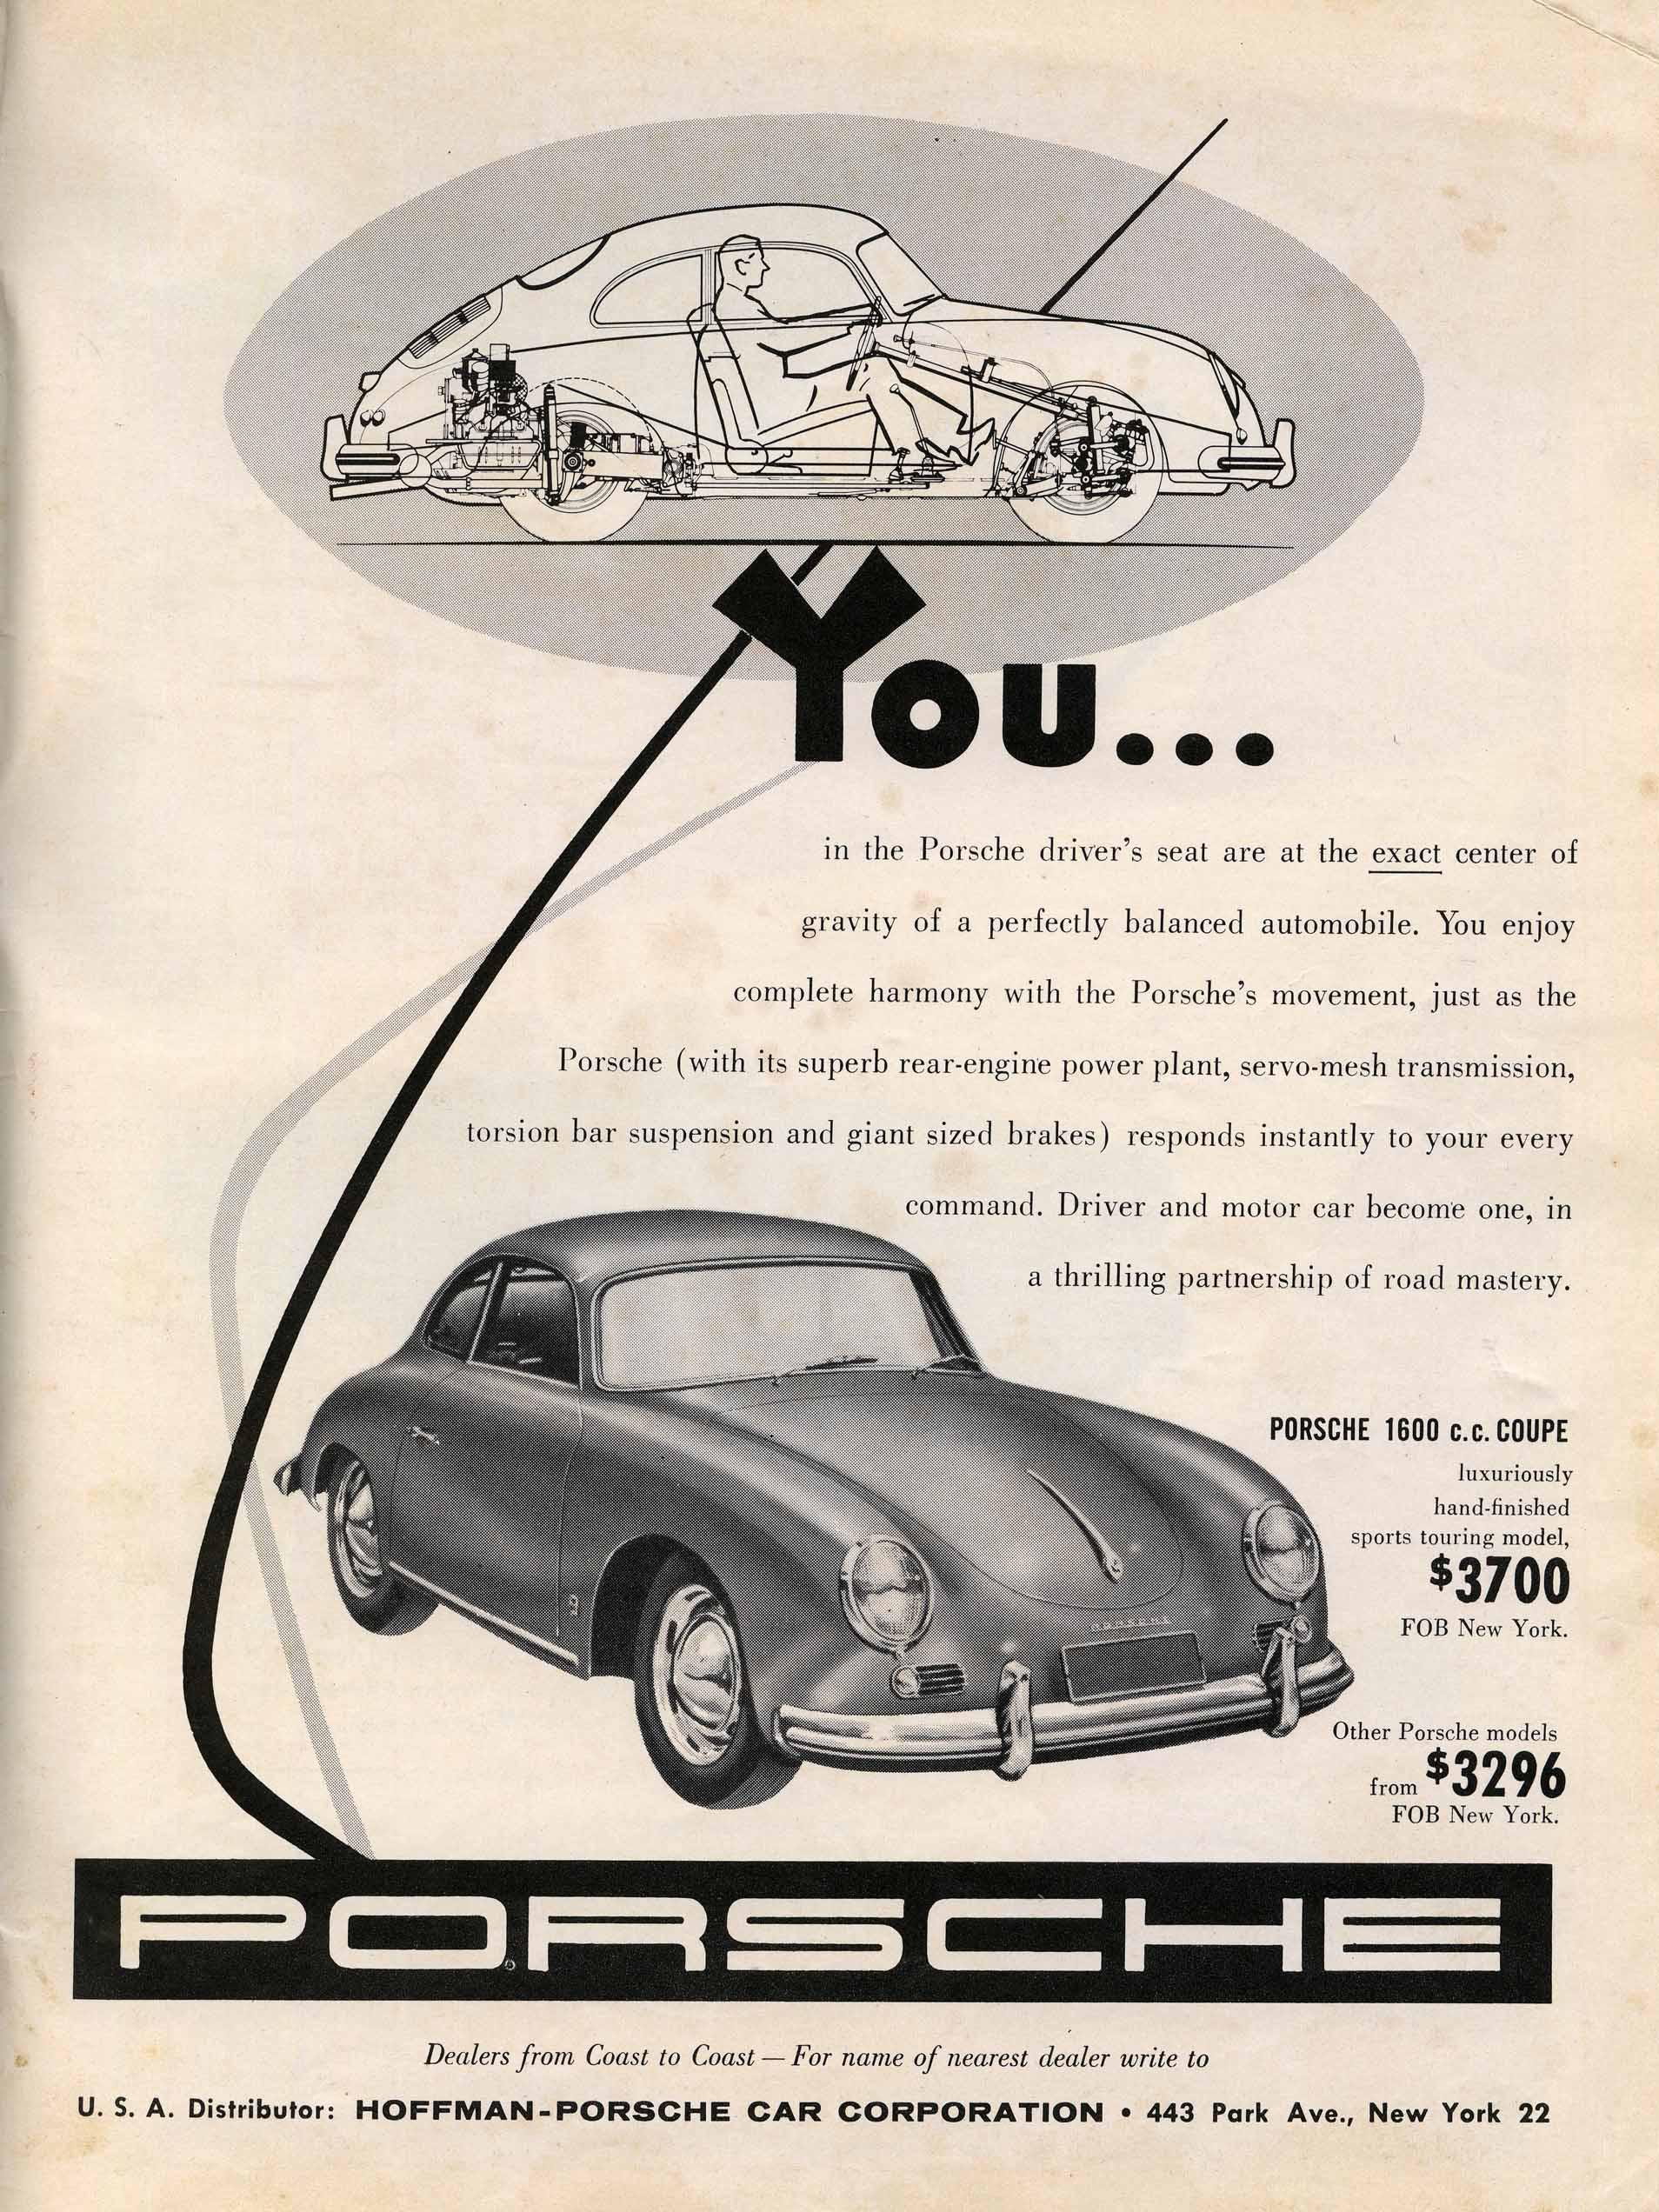 You...
in the Porsche driver's seat are at the exact center of
gravity of a perfectly balanced automobile. You enjoy
complete harmony with the Porsche's movement, just as the
Porsche (with its superb rear-engine power plant, servo-mesh transmission,
torsion bar suspension and giant sized brakes) responds instantly to your every
command. Driver and motor car become one, in
a thrilling partnership of road mastery.
PORSCHE 1600 c.c. COUPE
luxuriously
hand-finished
sports touring model,
$3700
FOB New York.
PORSCHE
Other Porsche models
from $3296
FOB New York.
PORSCHE
Dealers from Coast to Coast — For name of nearest dealer write to
U. S. A. Distributor: HOFFMAN-PORSCHE CAR CORPORATION • 443 Park Ave., New York 22